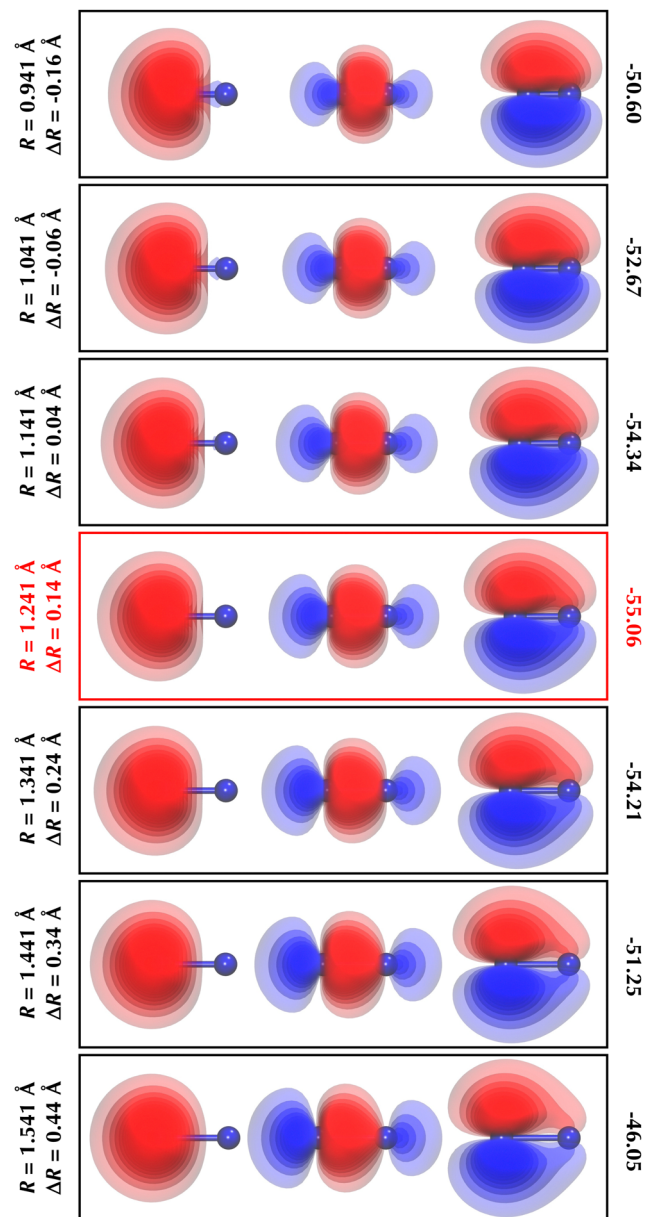 R = 0.941 Å
ΔR = -0.16 Å
-50.60
R = 1.041 Å
ΔR = -0.06 Å
-52.67
R = 1.141 Å
ΔR = 0.04 Å
-54.34
R = 1.241 Å
ΔR = 0.14 Å
-55.06
R = 1.341 Å
ΔR = 0.24 Å
-54.21
R = 1.441 Å
ΔR = 0.34 Å
-51.25
R = 1.541 Å
ΔR = 0.44 Å
-46.05